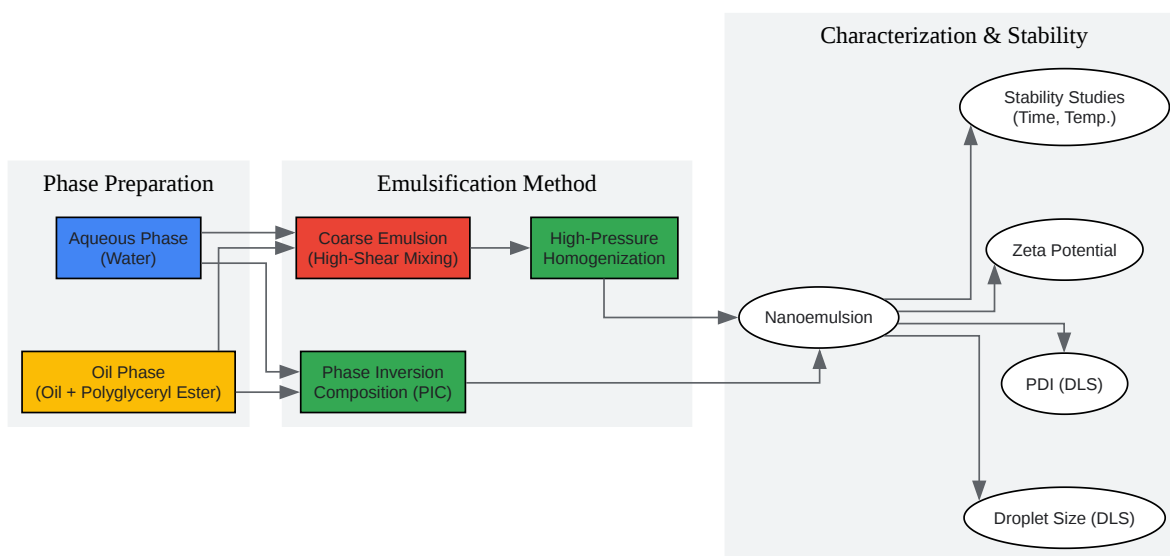 Phase Preparation
Aqueous Phase
(Water)
Oil Phase
(Oil + Polyglyceryl Ester)
Emulsification Method
Coarse Emulsion
(High-Shear Mixing)
High-Pressure
Homogenization
Phase Inversion
Composition (PIC)
Characterization & Stability
Nanoemulsion
Stability Studies
(Time, Temp.)
Zeta Potential
PDI (DLS)
Droplet Size (DLS)